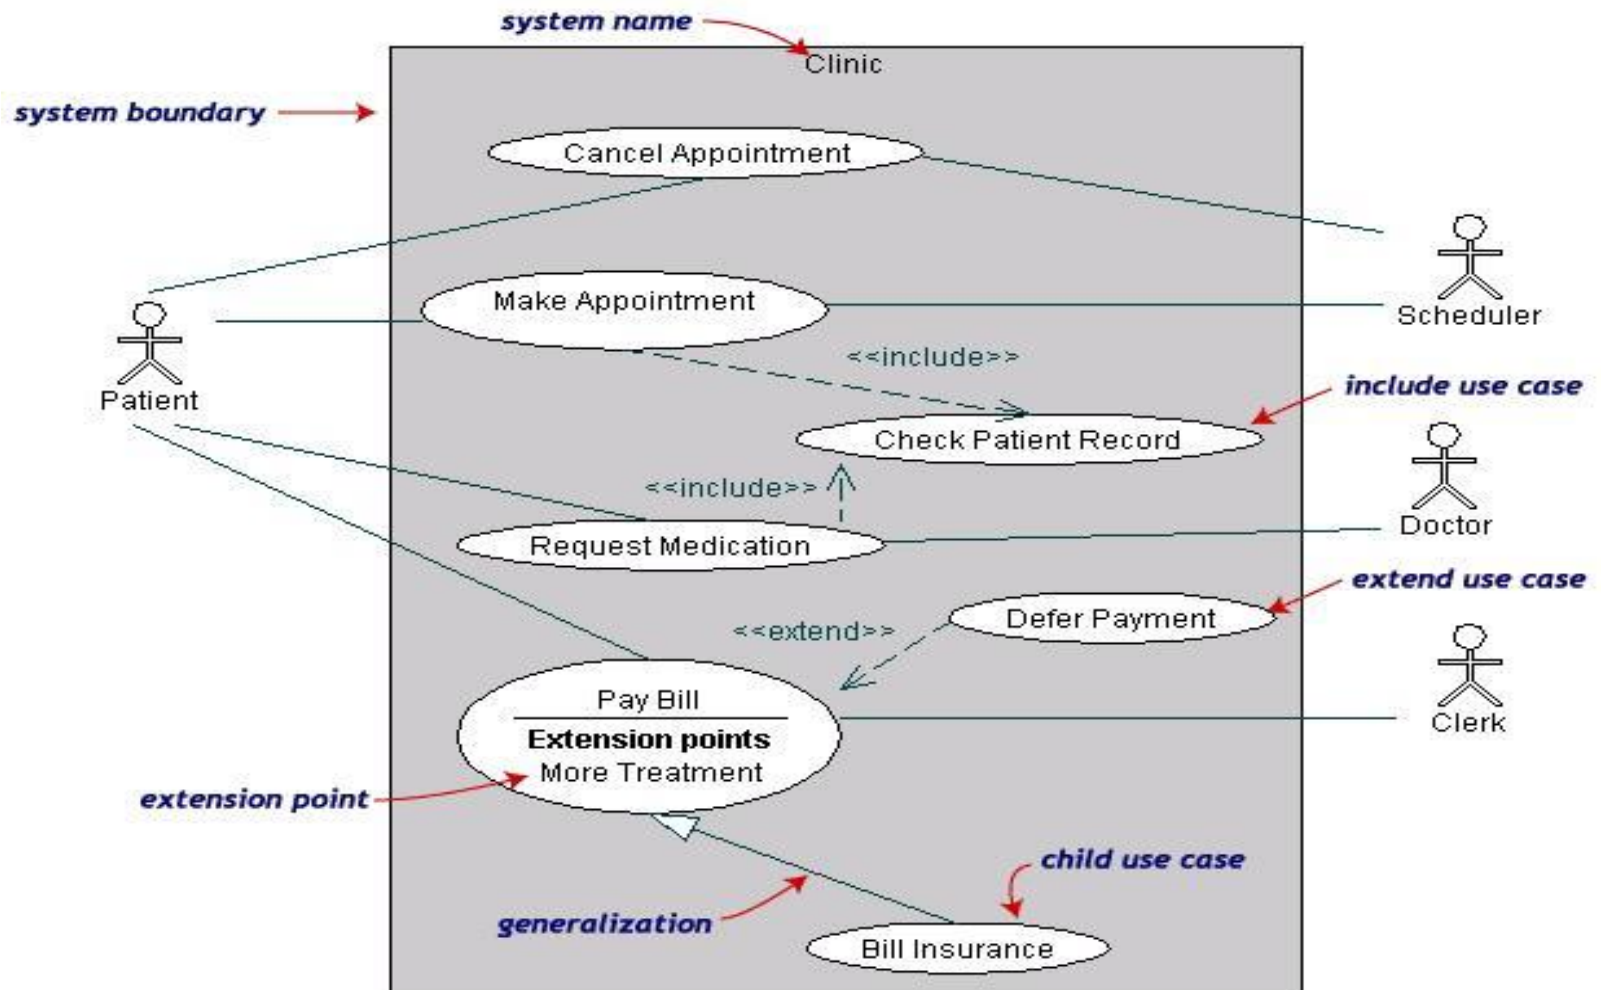 system name
Clinic
system boundary
Cancel Appointment
Make Appointment
Scheduler
<<include>>
include use case
Patient
Check Patient Record
<<include>>
Doctor
Request Medication
extend use case
Defer Payment
<<extend>>
Pay Bill
Clerk
Extension points
More Treatment
extension point
child use case
generalization
Bill Insurance